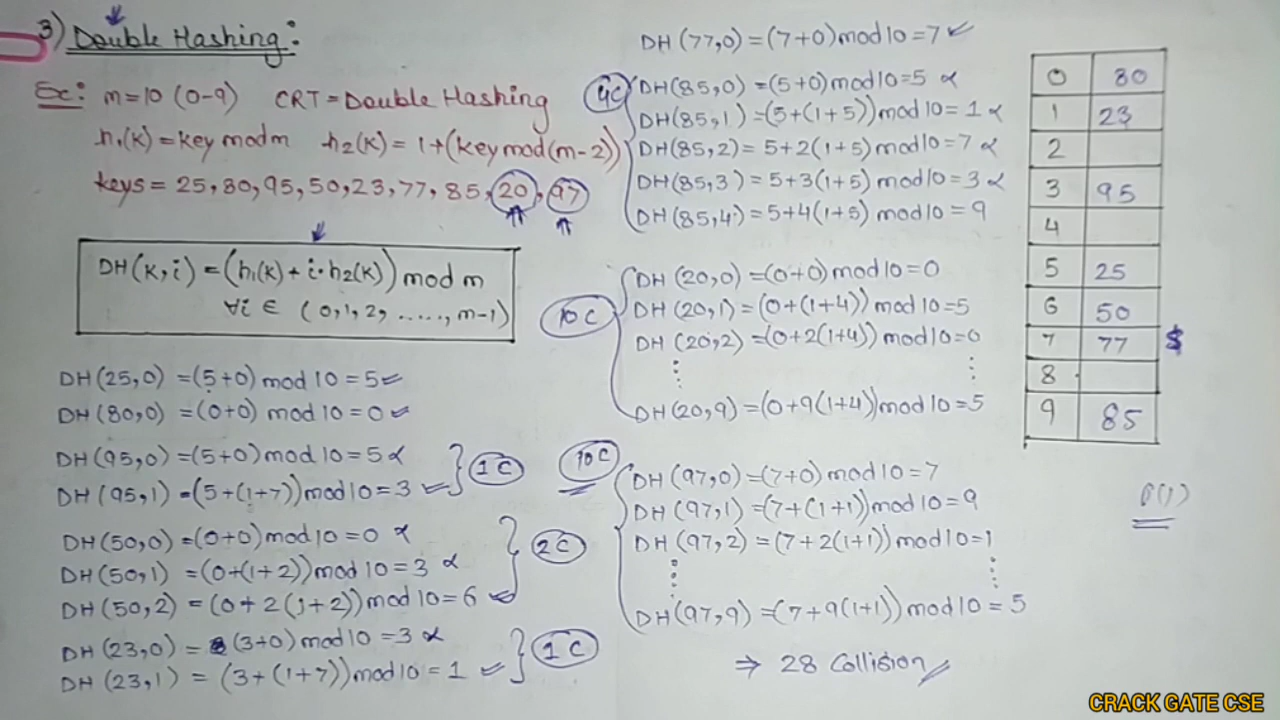 3) Double Hashing:
Ex: m=10 (0-9) CRT = Double Hashing
h₁(K) = key mod m h₂(K) = 1+(key mod (m-2))
keys = 25, 80, 95, 50, 23, 77, 85, 20, 97
DH(K,i) = (h₁(K) + i·h₂(K)) mod m
∀i ∈ (0,1,2, ....., m-1)
DH(25,0) = (5+0) mod 10 = 5 ✓
DH(80,0) = (0+0) mod 10 = 0 ✓
DH(95,0) = (5+0) mod 10 = 5 ×
DH(95,1) = (5+(1+7)) mod 10 = 3 ✓
1C
DH(50,0) = (0+0) mod 10 = 0 ×
DH(50,1) = (0+(1+2)) mod 10 = 3 ×
DH(50,2) = (0+2(1+2)) mod 10 = 6 ✓
2C
DH(23,0) = (3+0) mod 10 = 3 ×
DH(23,1) = (3+(1+7)) mod 10 = 1 ✓
1C
DH(77,0) = (7+0) mod 10 = 7 ✓
4C
DH(85,0) = (5+0) mod 10 = 5 ×
DH(85,1) = (5+(1+5)) mod 10 = 1 ×
DH(85,2) = 5+2(1+5) mod 10 = 7 ×
DH(85,3) = 5+3(1+5) mod 10 = 3 ×
DH(85,4) = 5+4(1+5) mod 10 = 9
10C
DH(20,0) = (0+0) mod 10 = 0
DH(20,1) = (0+(1+4)) mod 10 = 5
DH(20,2) = (0+2(1+4)) mod 10 = 0
DH(20,9) = (0+9(1+4)) mod 10 = 5
10C
DH(97,0) = (7+0) mod 10 = 7
DH(97,1) = (7+(1+1)) mod 10 = 9
DH(97,2) = (7+2(1+1)) mod 10 = 1
DH(97,9) = (7+9(1+1)) mod 10 = 5
⇒ 28 Collision
0 80
1 23
2
3 95
4
5 25
6 50
7 77
8
9 85
CRACK GATE CSE